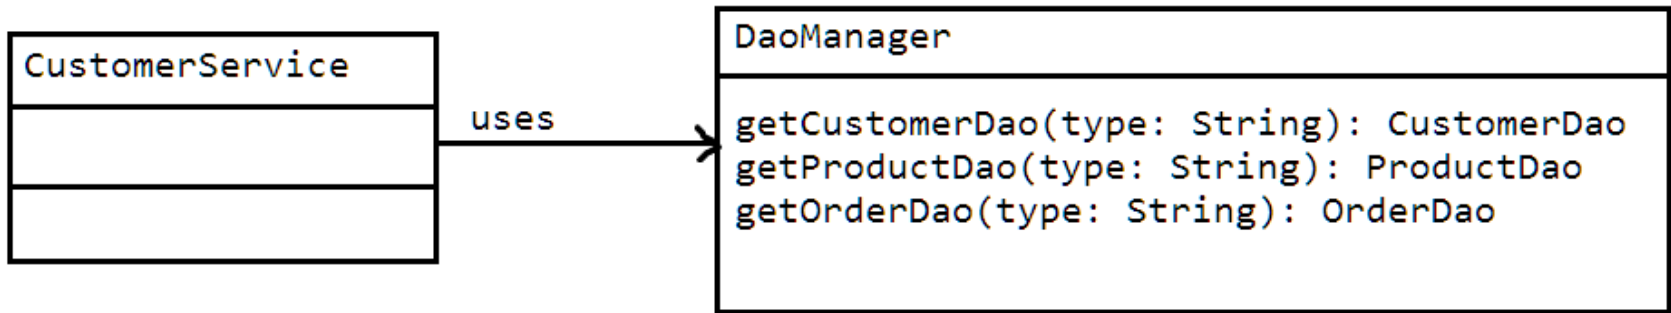 CustomerService
uses
DaoManager
getCustomerDao(type: String): CustomerDao
getProductDao(type: String): ProductDao
getOrderDao(type: String): OrderDao